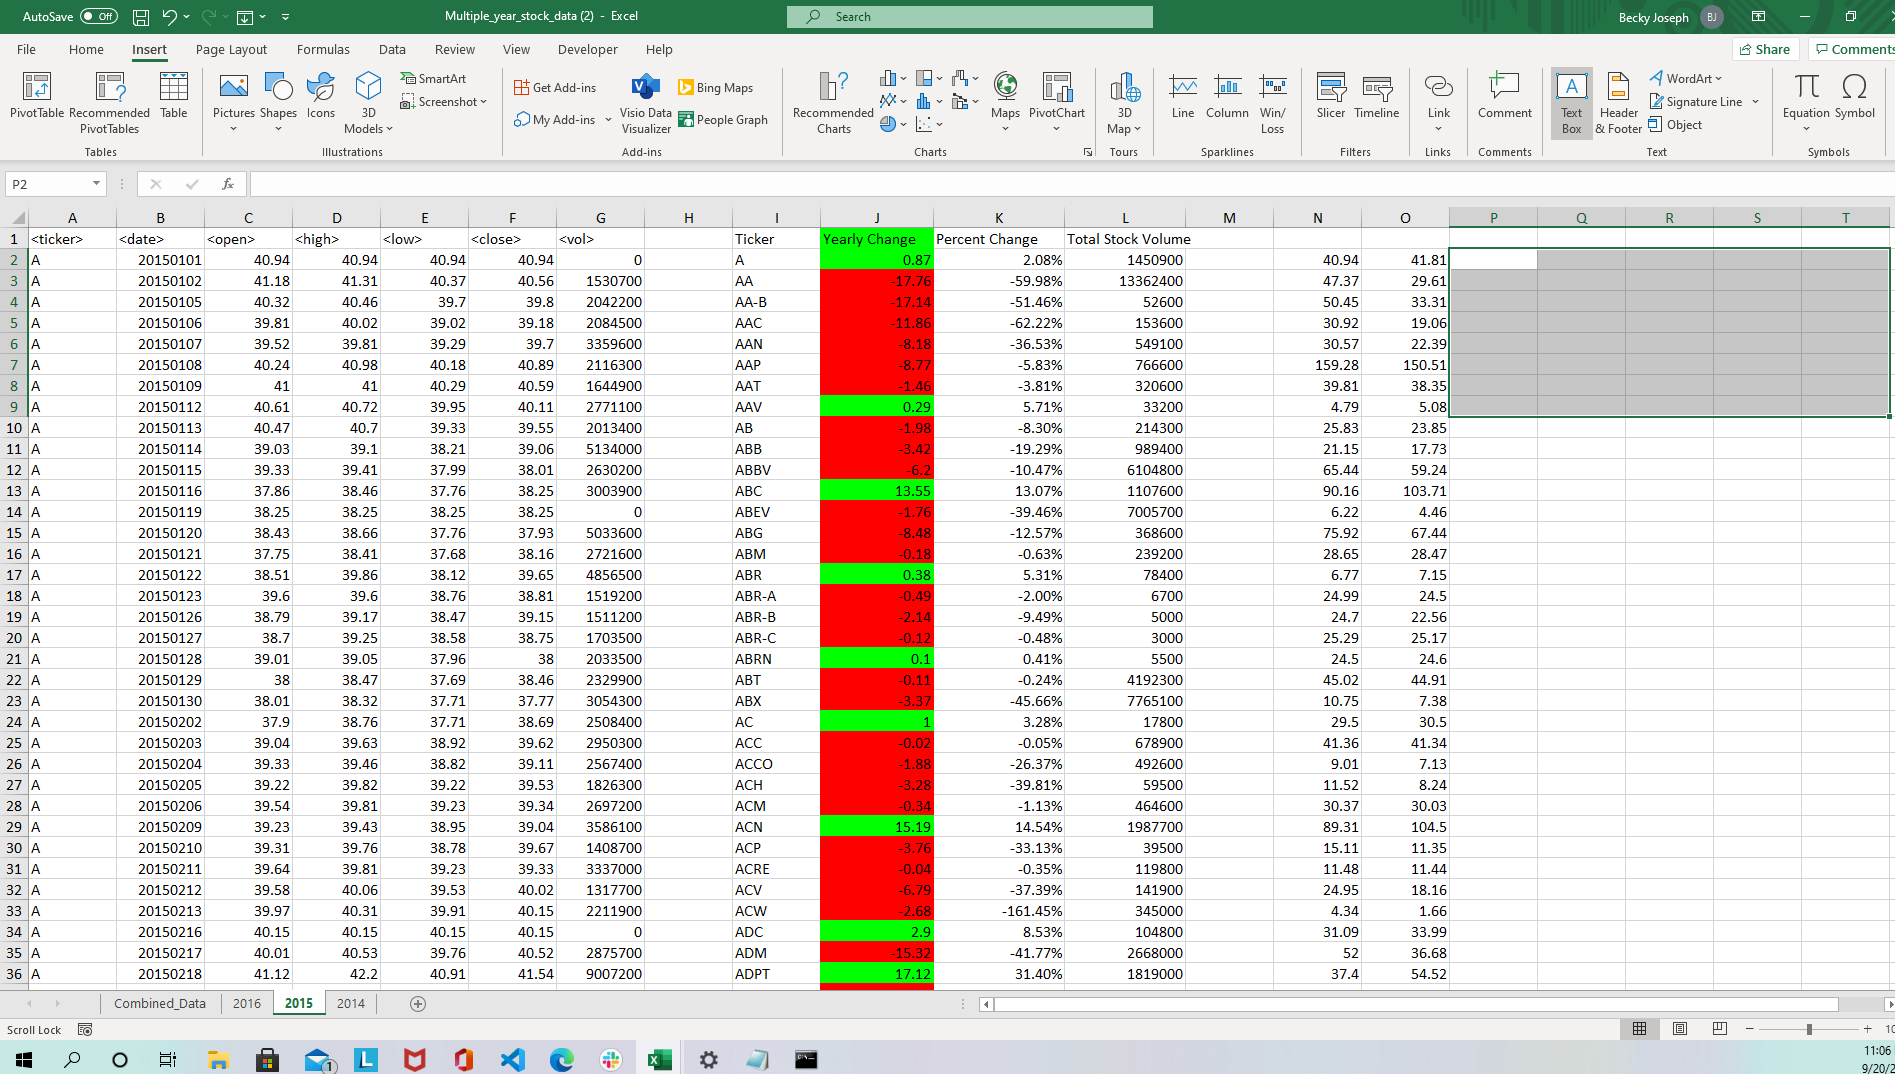 AutoSave Off Multiple_year_stock_data (2) - Excel Search Becky Joseph BJ
File Home Insert Page Layout Formulas Data Review View Developer Help Share Comments
PivotTable Recommended PivotTables Table Tables
Pictures Shapes Icons 3D Models SmartArt Screenshot Illustrations
Get Add-ins My Add-ins Visio Data Visualizer Bing Maps People Graph Add-ins
Recommended Charts Maps PivotChart Charts
3D Map Tours
Line Column Win/ Loss Sparklines
Slicer Timeline Filters
Link Links
Comment Comments
Text Box Header & Footer WordArt Signature Line Object Text
Equation Symbol Symbols
P2 fx
A B C D E F G H I J K L M N O P Q R S T
1 <ticker> <date> <open> <high> <low> <close> <vol> Ticker Yearly Change Percent Change Total Stock Volume
2 A 20150101 40.94 40.94 40.94 40.94 0 A 0.87 2.08% 1450900 40.94 41.81
3 A 20150102 41.18 41.31 40.37 40.56 1530700 AA -17.76 -59.98% 13362400 47.37 29.61
4 A 20150105 40.32 40.46 39.7 39.8 2042200 AA-B -17.14 -51.46% 52600 50.45 33.31
5 A 20150106 39.81 40.02 39.02 39.18 2084500 AAC -11.86 -62.22% 153600 30.92 19.06
6 A 20150107 39.52 39.81 39.29 39.7 3359600 AAN -8.18 -36.53% 549100 30.57 22.39
7 A 20150108 40.24 40.98 40.18 40.89 2116300 AAP -8.77 -5.83% 766600 159.28 150.51
8 A 20150109 41 41 40.29 40.59 1644900 AAT -1.46 -3.81% 320600 39.81 38.35
9 A 20150112 40.61 40.72 39.95 40.11 2771100 AAV 0.29 5.71% 33200 4.79 5.08
10 A 20150113 40.47 40.7 39.33 39.55 2013400 AB -1.98 -8.30% 214300 25.83 23.85
11 A 20150114 39.03 39.1 38.21 39.06 5134000 ABB -3.42 -19.29% 989400 21.15 17.73
12 A 20150115 39.33 39.41 37.99 38.01 2630200 ABBV -6.2 -10.47% 6104800 65.44 59.24
13 A 20150116 37.86 38.46 37.76 38.25 3003900 ABC 13.55 13.07% 1107600 90.16 103.71
14 A 20150119 38.25 38.25 38.25 38.25 0 ABEV -1.76 -39.46% 7005700 6.22 4.46
15 A 20150120 38.43 38.66 37.76 37.93 5033600 ABG -8.48 -12.57% 368600 75.92 67.44
16 A 20150121 37.75 38.41 37.68 38.16 2721600 ABM -0.18 -0.63% 239200 28.65 28.47
17 A 20150122 38.51 39.86 38.12 39.65 4856500 ABR 0.38 5.31% 78400 6.77 7.15
18 A 20150123 39.6 39.6 38.76 38.81 1519200 ABR-A -0.49 -2.00% 6700 24.99 24.5
19 A 20150126 38.79 39.17 38.47 39.15 1511200 ABR-B -2.14 -9.49% 5000 24.7 22.56
20 A 20150127 38.7 39.25 38.58 38.75 1703500 ABR-C -0.12 -0.48% 3000 25.29 25.17
21 A 20150128 39.01 39.05 37.96 38 2033500 ABRN 0.1 0.41% 5500 24.5 24.6
22 A 20150129 38 38.47 37.69 38.46 2329900 ABT -0.11 -0.24% 4192300 45.02 44.91
23 A 20150130 38.01 38.32 37.71 37.77 3054300 ABX -3.37 -45.66% 7765100 10.75 7.38
24 A 20150202 37.9 38.76 37.71 38.69 2508400 AC 1 3.28% 17800 29.5 30.5
25 A 20150203 39.04 39.63 38.92 39.62 2950300 ACC -0.02 -0.05% 678900 41.36 41.34
26 A 20150204 39.33 39.46 38.82 39.11 2567400 ACCO -1.88 -26.37% 492600 9.01 7.13
27 A 20150205 39.22 39.82 39.22 39.53 1826300 ACH -3.28 -39.81% 59500 11.52 8.24
28 A 20150206 39.54 39.81 39.23 39.34 2697200 ACM -0.34 -1.13% 464600 30.37 30.03
29 A 20150209 39.23 39.43 38.95 39.04 3586100 ACN 15.19 14.54% 1987700 89.31 104.5
30 A 20150210 39.31 39.76 38.78 39.67 1408700 ACP -3.76 -33.13% 39500 15.11 11.35
31 A 20150211 39.64 39.81 39.23 39.33 3337000 ACRE -0.04 -0.35% 119800 11.48 11.44
32 A 20150212 39.58 40.06 39.53 40.02 1317700 ACV -6.79 -37.39% 141900 24.95 18.16
33 A 20150213 39.97 40.31 39.91 40.15 2211900 ACW -2.68 -161.45% 345000 4.34 1.66
34 A 20150216 40.15 40.15 40.15 40.15 0 ADC 2.9 8.53% 104800 31.09 33.99
35 A 20150217 40.01 40.53 39.76 40.52 2875700 ADM -15.32 -41.77% 2668000 52 36.68
36 A 20150218 41.12 42.2 40.91 41.54 9007200 ADPT 17.12 31.40% 1819000 37.4 54.52
Combined_Data 2016 2015 2014
Scroll Lock 10
11:06
9/20/2